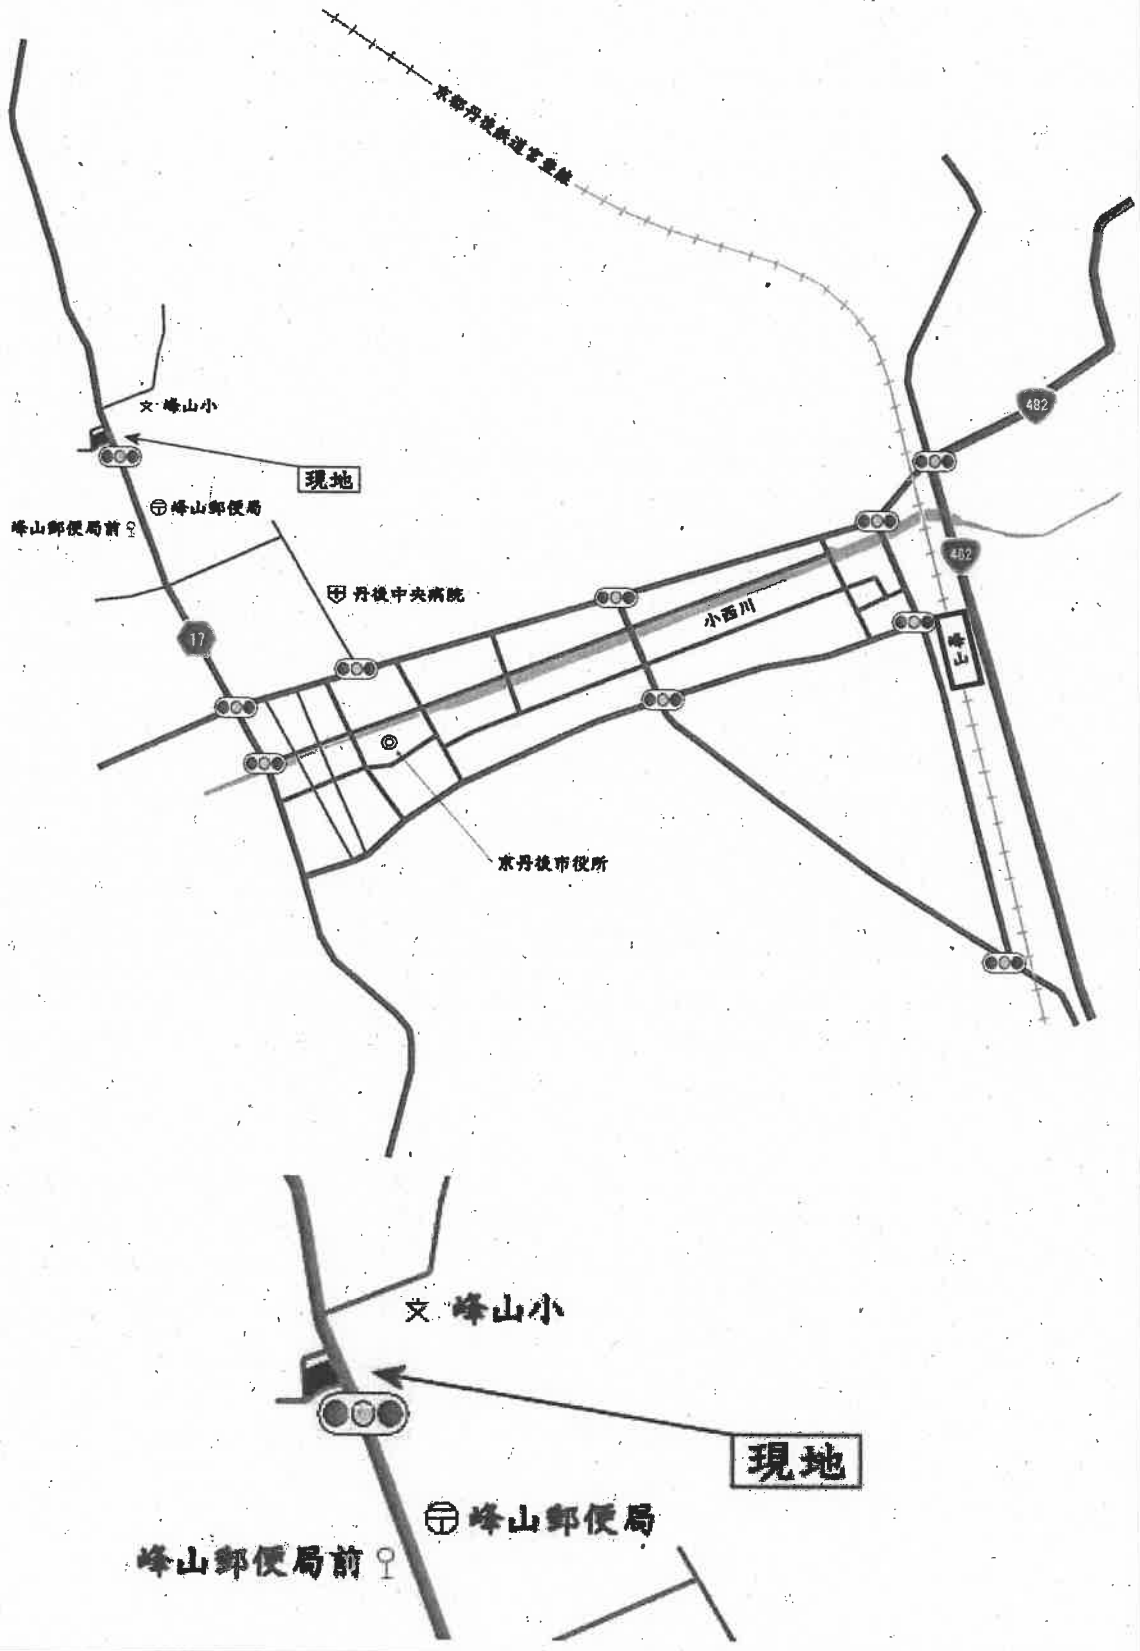 京都丹後鉄道宮豊線
482
文 峰山小
現地
〒峰山郵便局
峰山郵便局前
482
丹後中央病院
小西川
17
峰山
京丹後市役所
文 峰山小
現地
〒峰山郵便局
峰山郵便局前